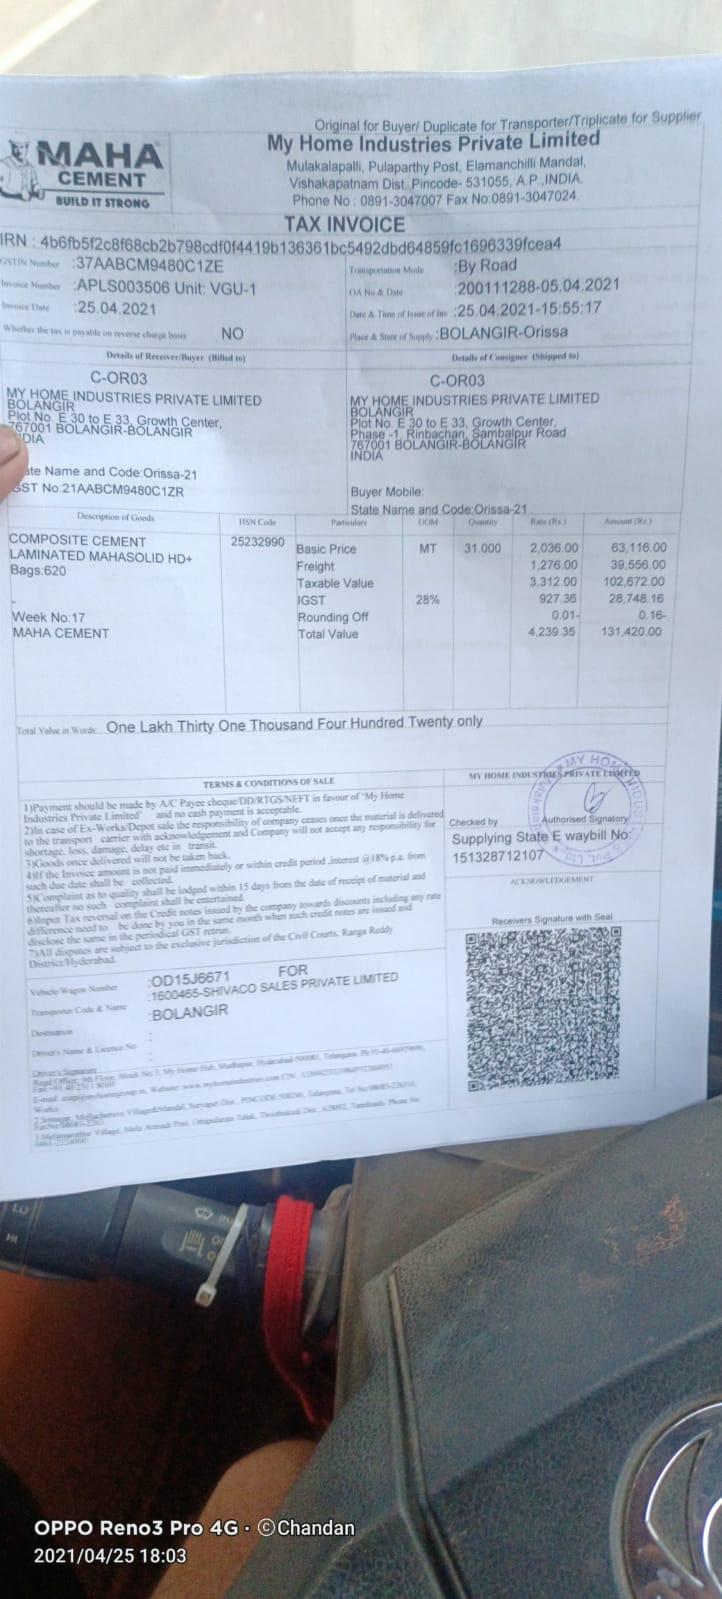 Original for Buyer/ Duplicate for Transporter/Triplicate for Supplier
MAHA
CEMENT
BUILD IT STRONG
My Home Industries Private Limited
Mulakalapalli, Pulaparthy Post, Elamanchilli Mandal,
Vishakapatnam Dist. Pincode- 531055, A.P.,INDIA.
Phone No : 0891-3047007 Fax No:0891-3047024
TAX INVOICE
IRN : 4b6fb5f2c8f68cb2b798cdf0f4419b136361bc5492dbd64859fc1696339fcea4
GSTIN Number :37AABCM9480C1ZE
Invoice Number :APLS003506 Unit: VGU-1
Invoice Date :25.04.2021
Whether the tax is payable on reverse charge basis NO
Transportation Mode :By Road
OA No & Date :200111288-05.04.2021
Date & Time of Issue of Inv :25.04.2021-15:55:17
Place & State of Supply :BOLANGIR-Orissa
Details of Receiver/Buyer (Billed to)
C-OR03
MY HOME INDUSTRIES PRIVATE LIMITED
BOLANGIR
Plot No. E 30 to E 33, Growth Center,
767001 BOLANGIR-BOLANGIR
DIA
ate Name and Code:Orissa-21
GST No:21AABCM9480C1ZR
Details of Consignee (Shipped to)
C-OR03
MY HOME INDUSTRIES PRIVATE LIMITED
BOLANGIR
Plot No. E 30 to E 33, Growth Center,
Phase -1, Rinbachan, Sambalpur Road
767001 BOLANGIR-BOLANGIR
INDIA
Buyer Mobile:
State Name and Code:Orissa-21
Description of Goods HSN Code Particulars UOM Quantity Rate (Rs.) Amount (Rs.)
COMPOSITE CEMENT 25232990 Basic Price MT 31.000 2,036.00 63,116.00
LAMINATED MAHASOLID HD+ Freight 1,276.00 39,556.00
Bags:620 Taxable Value 3,312.00 102,672.00
- IGST 28% 927.36 28,748.16
Week No:17 Rounding Off 0.01- 0.16-
MAHA CEMENT Total Value 4,239.35 131,420.00
Total Value in Words One Lakh Thirty One Thousand Four Hundred Twenty only
TERMS & CONDITIONS OF SALE
1)Payment should be made by A/C Payee cheque/DD/RTGS/NEFT in favour of 'My Home
Industries Private Limited' and no cash payment is acceptable.
2)In case of Ex-Works/Depot sale the responsibility of company ceases once the material is delivered
to the transport carrier with acknowledgement and Company will not accept any responsibility for
shortage, loss, damage, delay etc in transit.
3)Goods once delivered will not be taken back.
4)If the Invoice amount is not paid immediately or within credit period ,interest @18% p.a. from
such due date shall be collected.
5)Complaint as to quality shall be lodged within 15 days from the date of receipt of material and
thereafter no such complaint shall be entertained.
6)Input Tax reversal on the Credit notes issued by the company towards discounts including any rate
difference need to be done by you in the same month when such credit notes are issued and
disclose the same in the periodical GST retrun.
7)All disputes are subject to the exclusive jurisdiction of the Civil Courts, Ranga Reddy
District/Hyderabad.
MY HOME INDUSTRIES PRIVATE LIMITED
MY HOME
Checked by Authorised Signatory
Supplying State E waybill No:
151328712107
ACKNOWLEDGEMENT
Receivers Signature with Seal
Vehicle/Wagon Number :OD15J6671 FOR
Transporter Code & Name :1600465-SHIVACO SALES PRIVATE LIMITED
Destination :BOLANGIR
Driver's Name & Licence No :
Driver's Signature
Regd.Office: 9th Floor, Block No.3, My Home Hub, Madhapur, Hyderabad-500081, Telangana.
Works:
LO
HI
OPPO Reno3 Pro 4G · ©Chandan
2021/04/25 18:03